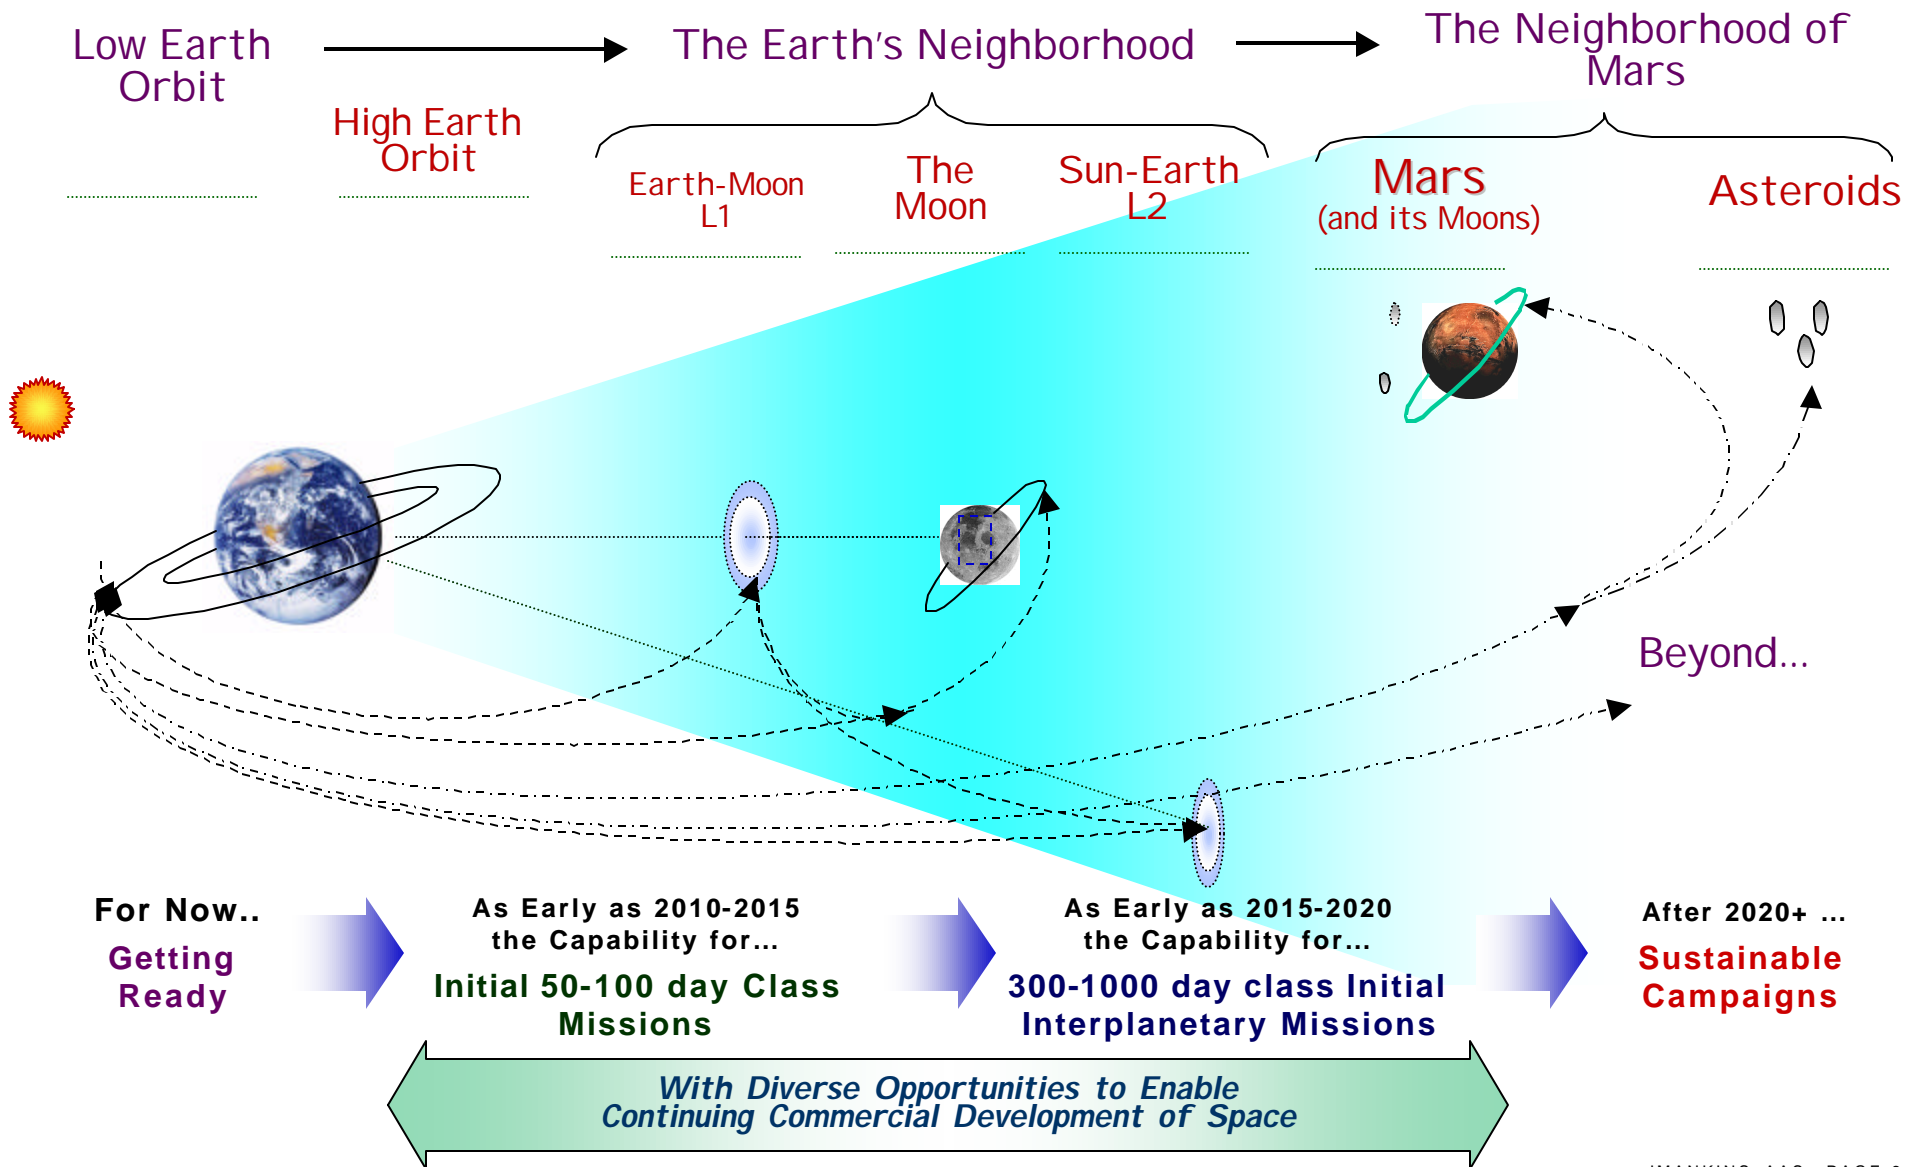 Low Earth
Orbit
The Earth's Neighborhood
The Neighborhood of
Mars
High Earth
Orbit
Earth-Moon
L1
The
Moon
Sun-Earth
L2
Mars
(and its Moons)
Asteroids
Beyond...
For Now..
Getting
Ready
As Early as 2010-2015
the Capability for...
Initial 50-100 day Class
Missions
As Early as 2015-2020
the Capability for...
300-1000 day class Initial
Interplanetary Missions
After 2020+ ...
Sustainable
Campaigns
With Diverse Opportunities to Enable
Continuing Commercial Development of Space